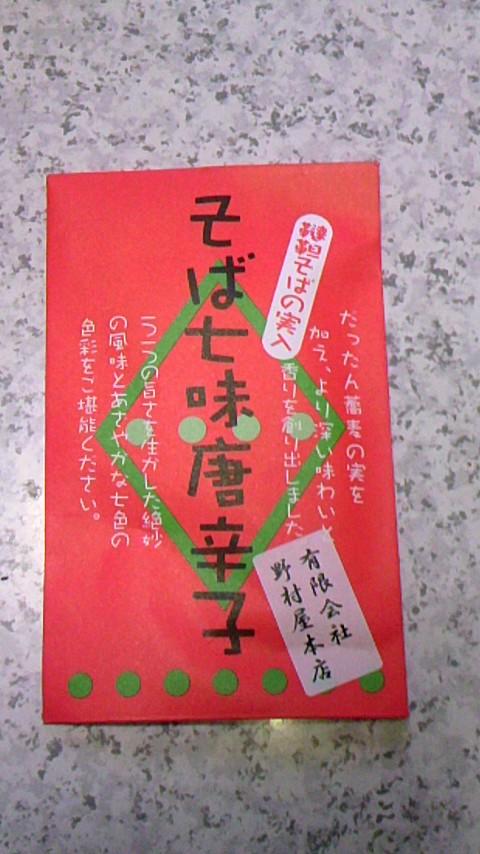 だったん蕎麦の実を
加え、より深い味わいと
香りを創り出しました
韃靼そばの実入
そば七味唐辛子
一つ一つの旨さを生かした絶妙
の風味とあざやかな七色の
色彩をご堪能ください。
有限会社
野村屋本店